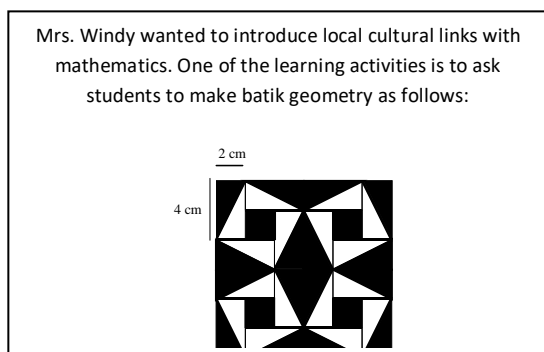 Mrs. Windy wanted to introduce local cultural links with
mathematics. One of the learning activities is to ask
students to make batik geometry as follows:
2 cm
4 cm